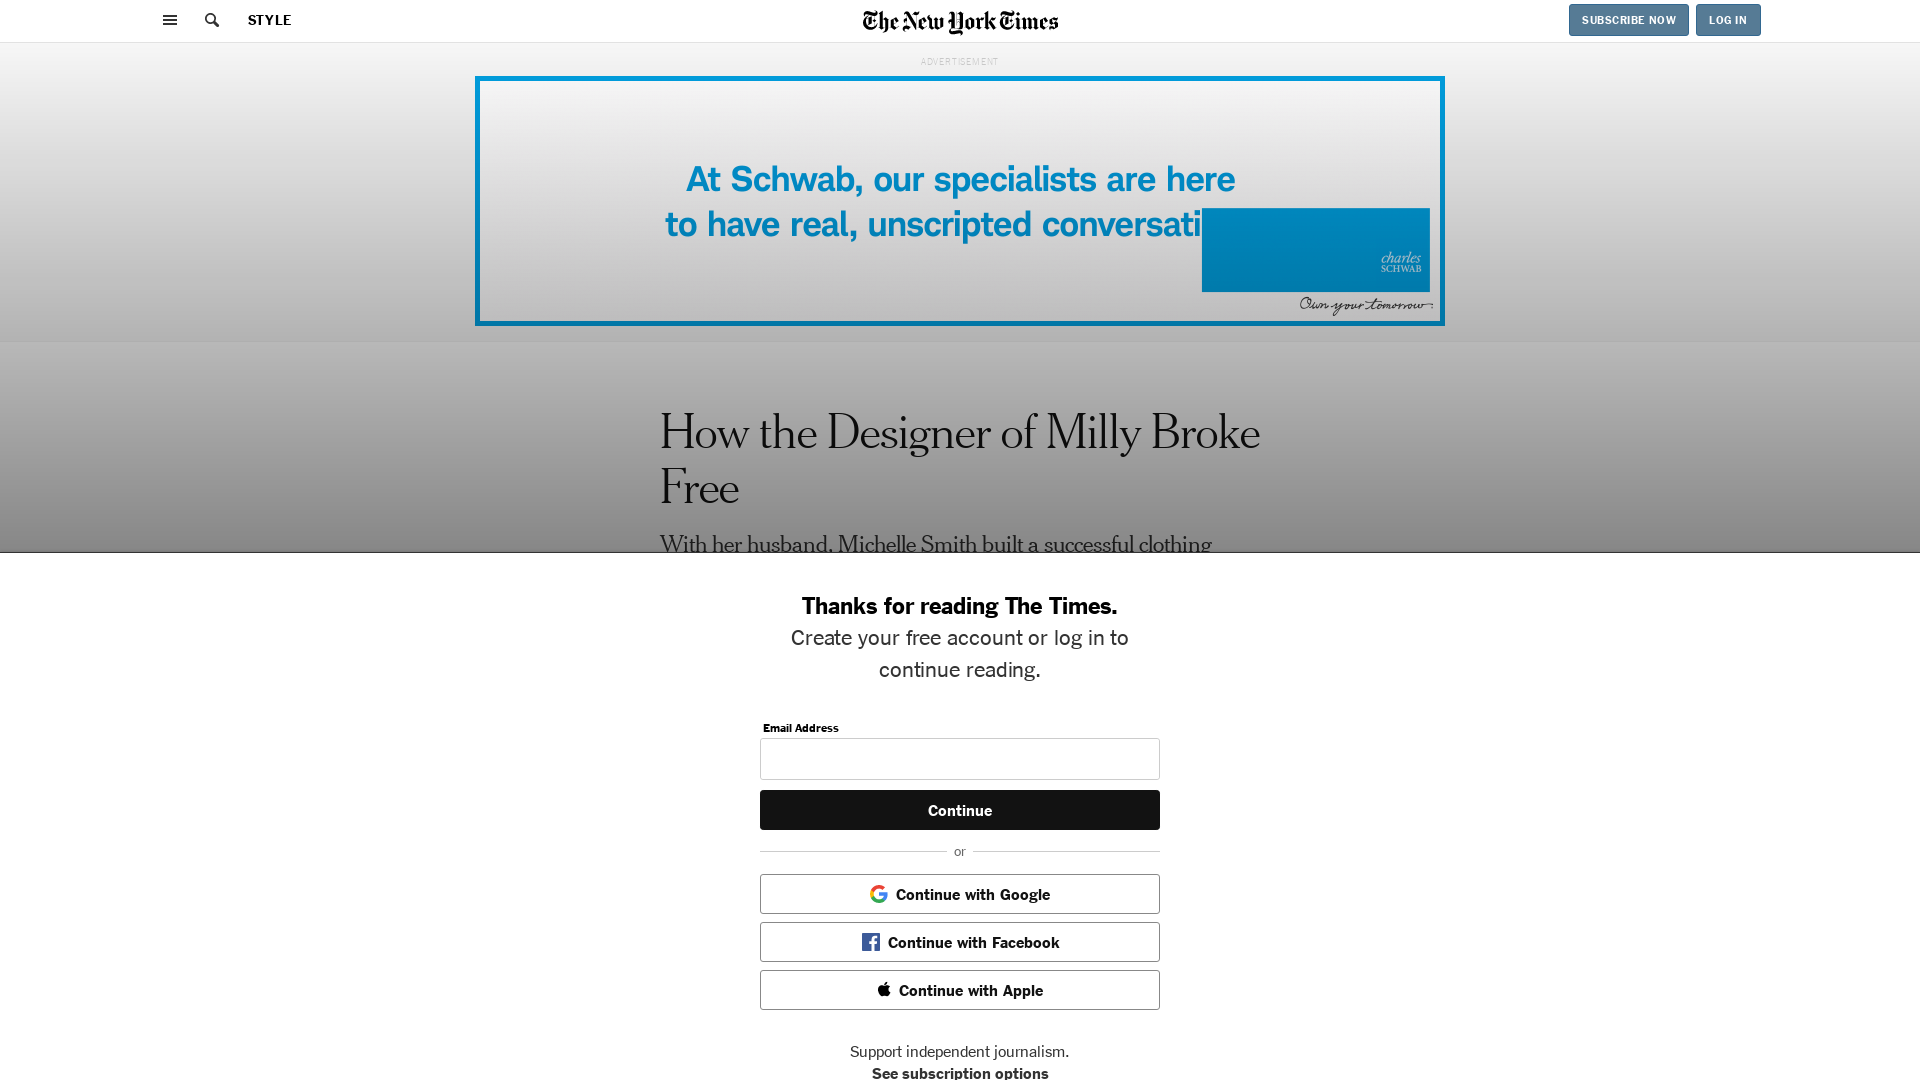 STYLE
The New York Times
SUBSCRIBE NOW
LOG IN
ADVERTISEMENT
At Schwab, our specialists are here
to have real, unscripted conversati
charles
SCHWAB
Own your tomorrow.
How the Designer of Milly Broke
Free
With her husband, Michelle Smith built a successful clothing
Thanks for reading The Times.
Create your free account or log in to
continue reading.
Email Address
Continue
or
Continue with Google
Continue with Facebook
Continue with Apple
Support independent journalism.
See subscription options